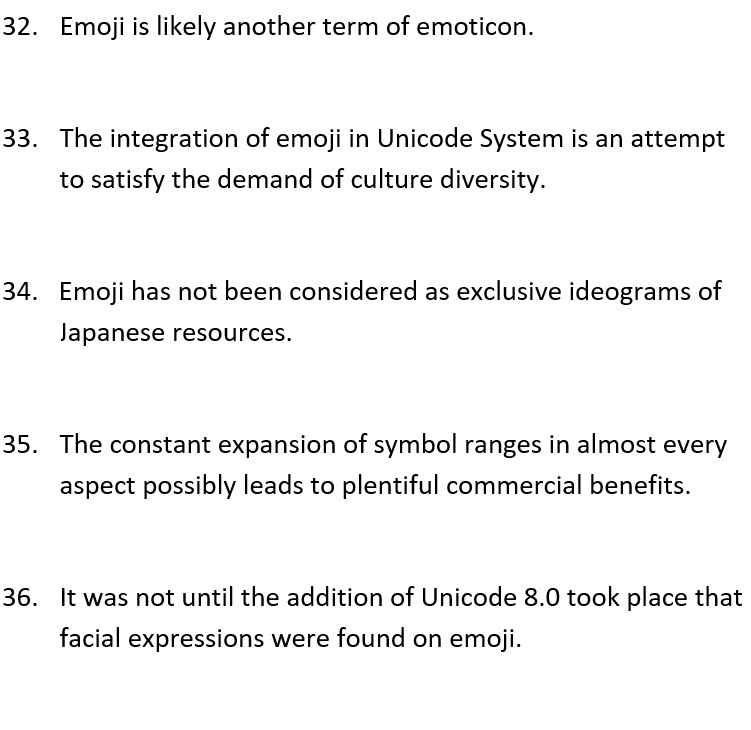 32. Emoji is likely another term of emoticon.
33. The integration of emoji in Unicode System is an attempt
to satisfy the demand of culture diversity.
34. Emoji has not been considered as exclusive ideograms of
Japanese resources.
35. The constant expansion of symbol ranges in almost every
aspect possibly leads to plentiful commercial benefits.
36. It was not until the addition of Unicode 8.0 took place that
facial expressions were found on emoji.